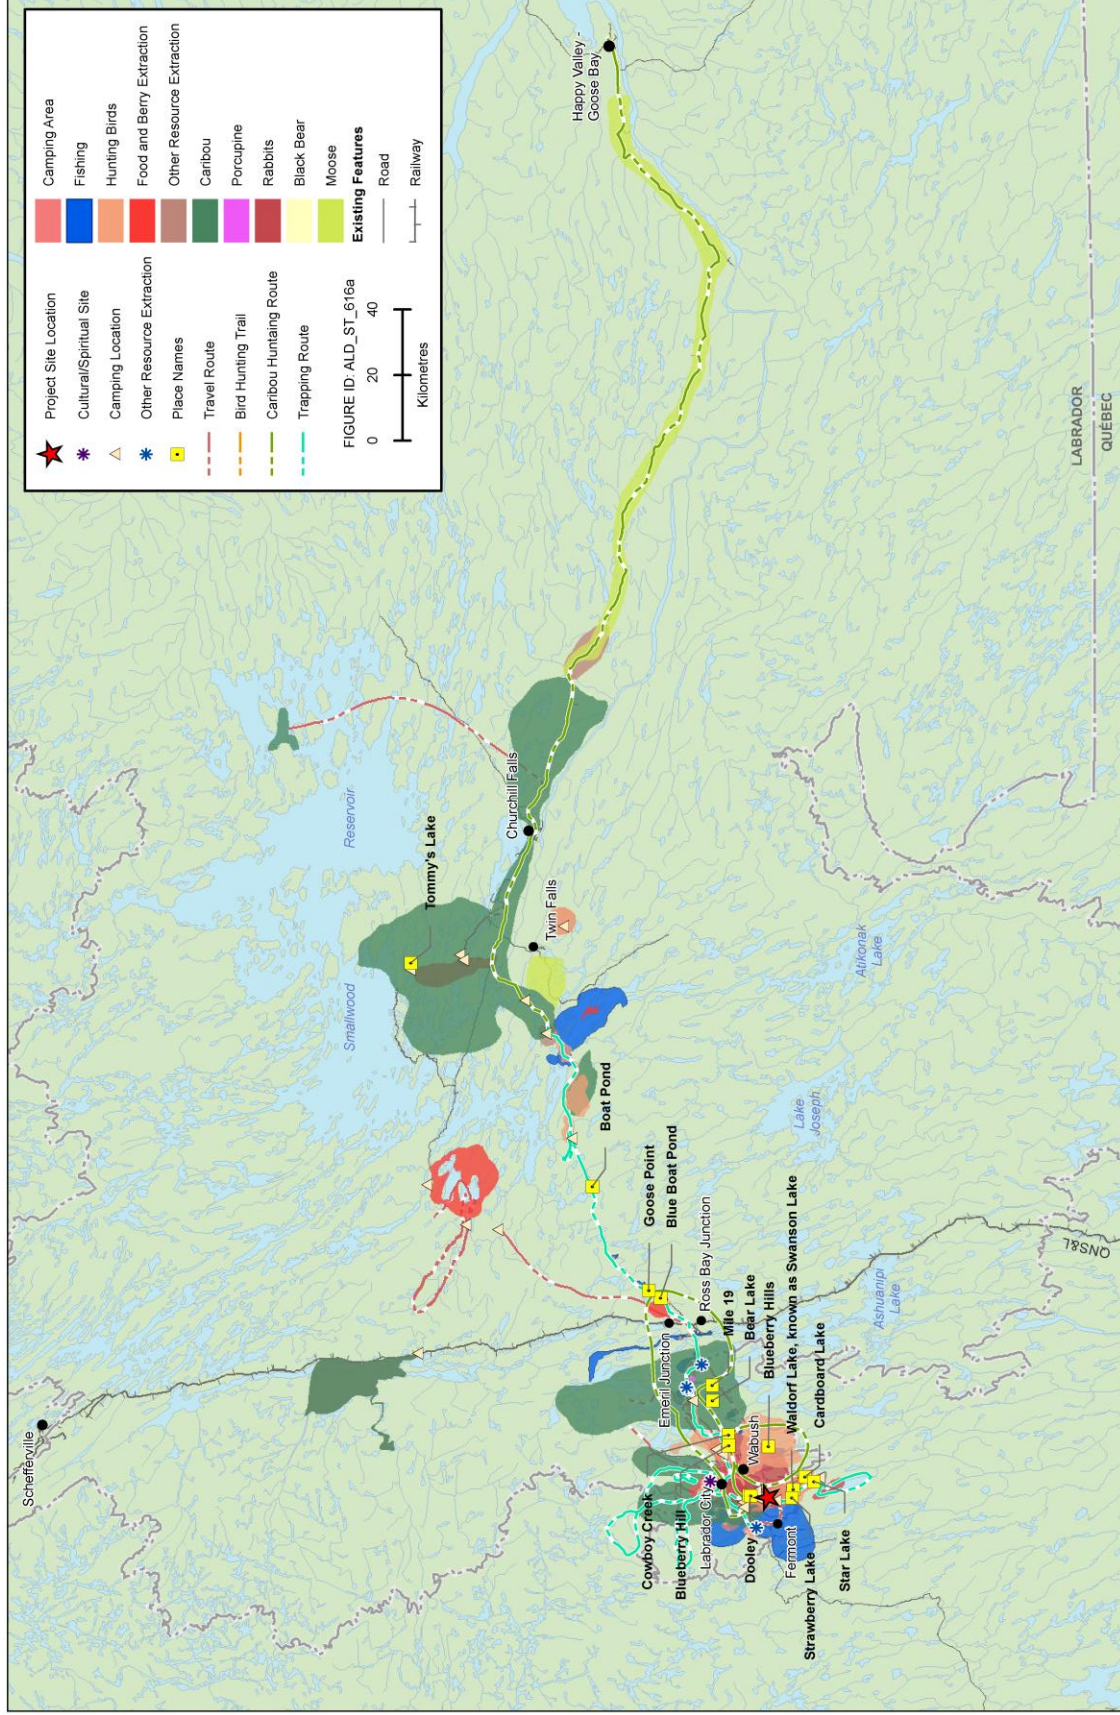 Project Site Location
Cultural/Spiritual Site
Camping Location
Other Resource Extraction
Place Names
Travel Route
Bird Hunting Trail
Caribou Huntaing Route
Trapping Route
FIGURE ID: ALD_ST_616a
0 20 40
Kilometres
Camping Area
Fishing
Hunting Birds
Food and Berry Extraction
Other Resource Extraction
Caribou
Porcupine
Rabbits
Black Bear
Moose
Existing Features
Road
Railway
Schefferville
Smallwood
Reservoir
Tommy's Lake
Churchill Falls
Twin Falls
Happy Valley -
Goose Bay
Boat Pond
Goose Point
Blue Boat Pond
Emeril Junction
Ross Bay Junction
Mile 19
Bear Lake
Blueberry Hills
Waldorf Lake, known as Swanson Lake
Cardboard Lake
Cowboy Creek
Blueberry Hill
Labrador City
Wabush
Dooley
Fermont
Strawberry Lake
Star Lake
Ashuanipi
Lake
QNS&L
Lake
Joseph
Atikonak
Lake
LABRADOR
QUÉBEC